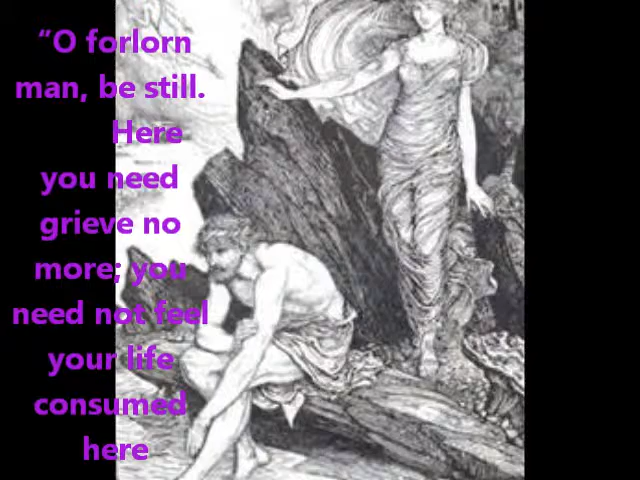 “O forlorn
man, be still.
Here
you need
grieve no
more; you
need not feel
your life
consumed
here